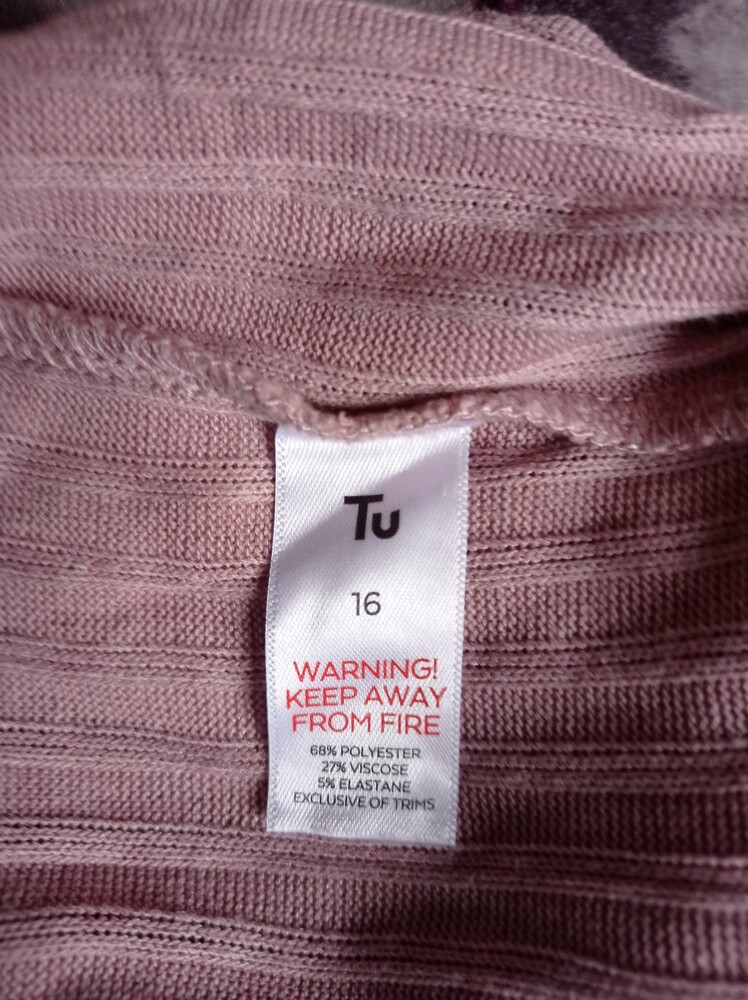 Tu
16
WARNING!
KEEP AWAY
FROM FIRE
68% POLYESTER
27% VISCOSE
5% ELASTANE
EXCLUSIVE OF TRIMS